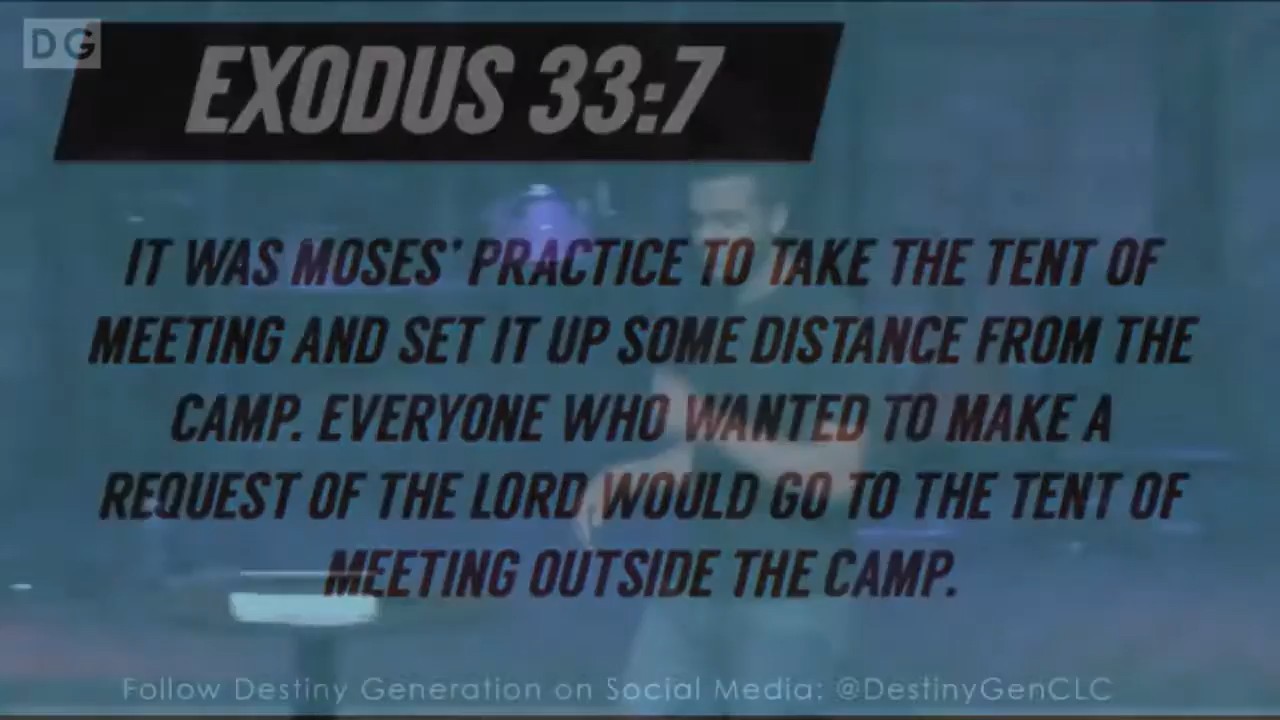 DG
EXODUS 33:7
IT WAS MOSES' PRACTICE TO TAKE THE TENT OF
MEETING AND SET IT UP SOME DISTANCE FROM THE
CAMP. EVERYONE WHO WANTED TO MAKE A
REQUEST OF THE LORD WOULD GO TO THE TENT OF
MEETING OUTSIDE THE CAMP.
Follow Destiny Generation on Social Media: @DestinyGenCLC